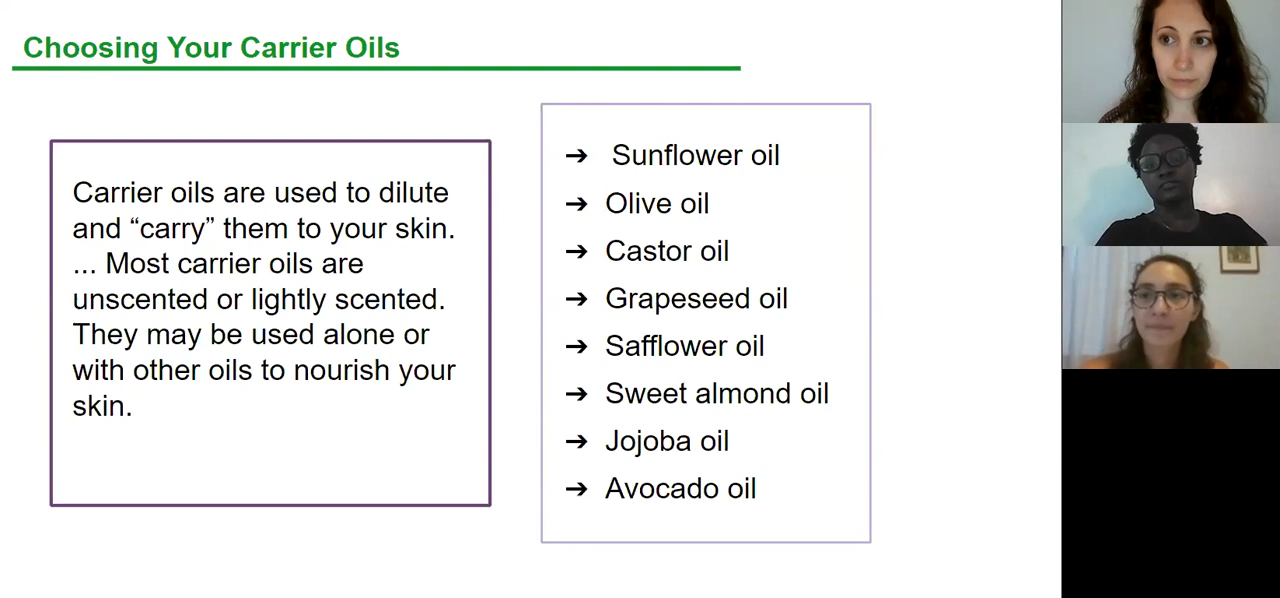 Choosing Your Carrier Oils
Carrier oils are used to dilute
and “carry” them to your skin.
... Most carrier oils are
unscented or lightly scented.
They may be used alone or
with other oils to nourish your
skin.
➔ Sunflower oil
➔ Olive oil
➔ Castor oil
➔ Grapeseed oil
➔ Safflower oil
➔ Sweet almond oil
➔ Jojoba oil
➔ Avocado oil